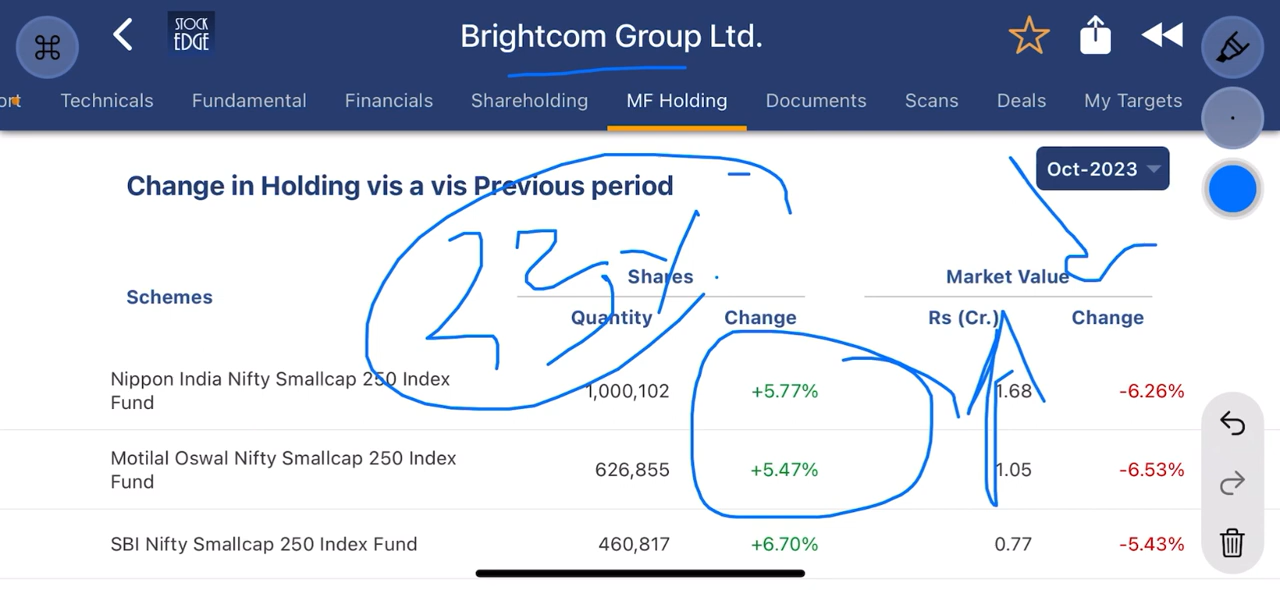 STOCK EDGE
Brightcom Group Ltd.
ort Technicals Fundamental Financials Shareholding MF Holding Documents Scans Deals My Targets
Change in Holding vis a vis Previous period
Oct-2023
23%
Schemes Shares Market Value
Quantity Change Rs (Cr.) Change
Nippon India Nifty Smallcap 250 Index Fund 1,000,102 +5.77% 1.68 -6.26%
Motilal Oswal Nifty Smallcap 250 Index Fund 626,855 +5.47% 1.05 -6.53%
SBI Nifty Smallcap 250 Index Fund 460,817 +6.70% 0.77 -5.43%